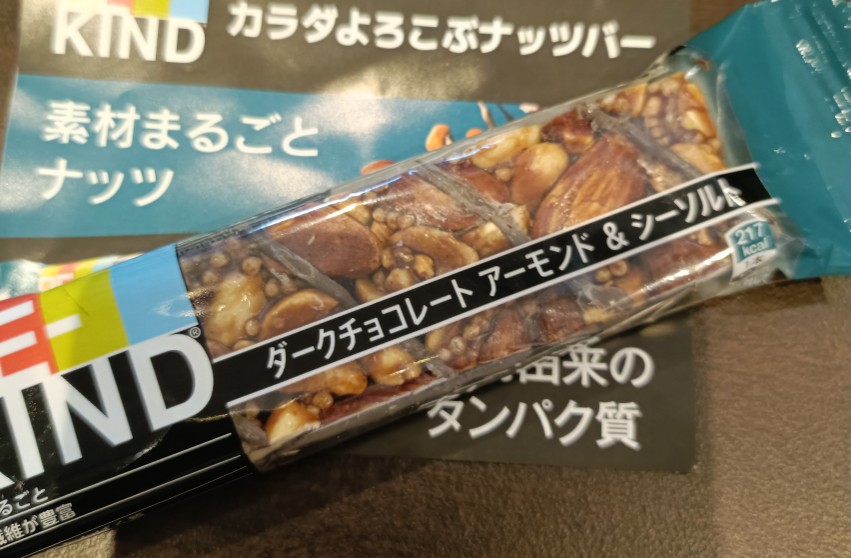 KIND
カラダよろこぶナッツバー
素材まるごと
ナッツ
ダークチョコレート アーモンド & シーソルト
217
kcal
KIND®
由来の
タンパク質
るごと
繊維が豊富